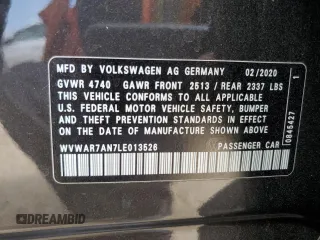 MFD BY VOLKSWAGEN AG GERMANY 02/2020
GVWR 4740 GAWR FRONT 2513 / REAR 2337 LBS
THIS VEHICLE CONFORMS TO ALL APPLICABLE
U.S. FEDERAL MOTOR VEHICLE SAFETY, BUMPER
AND THEFT PREVENTION STANDARDS IN EFFECT
ON THE DATE OF MANUFACTURE SHOWN ABOVE.
WVWAR7AN7LE013526 PASSENGER CAR
0845427
1
DREAMBID